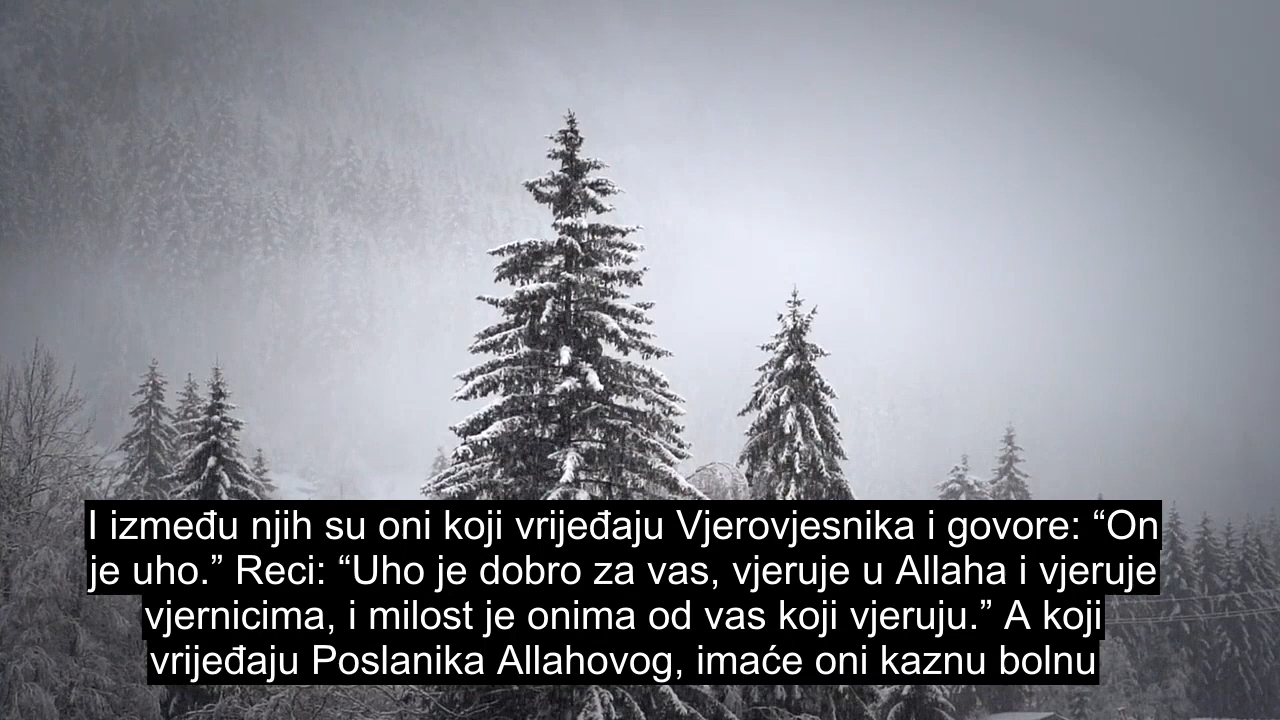 I između njih su oni koji vrijeđaju Vjerovjesnika i govore: “On
je uho.” Reci: “Uho je dobro za vas, vjeruje u Allaha i vjeruje
vjernicima, i milost je onima od vas koji vjeruju.” A koji
vrijeđaju Poslanika Allahovog, imaće oni kaznu bolnu